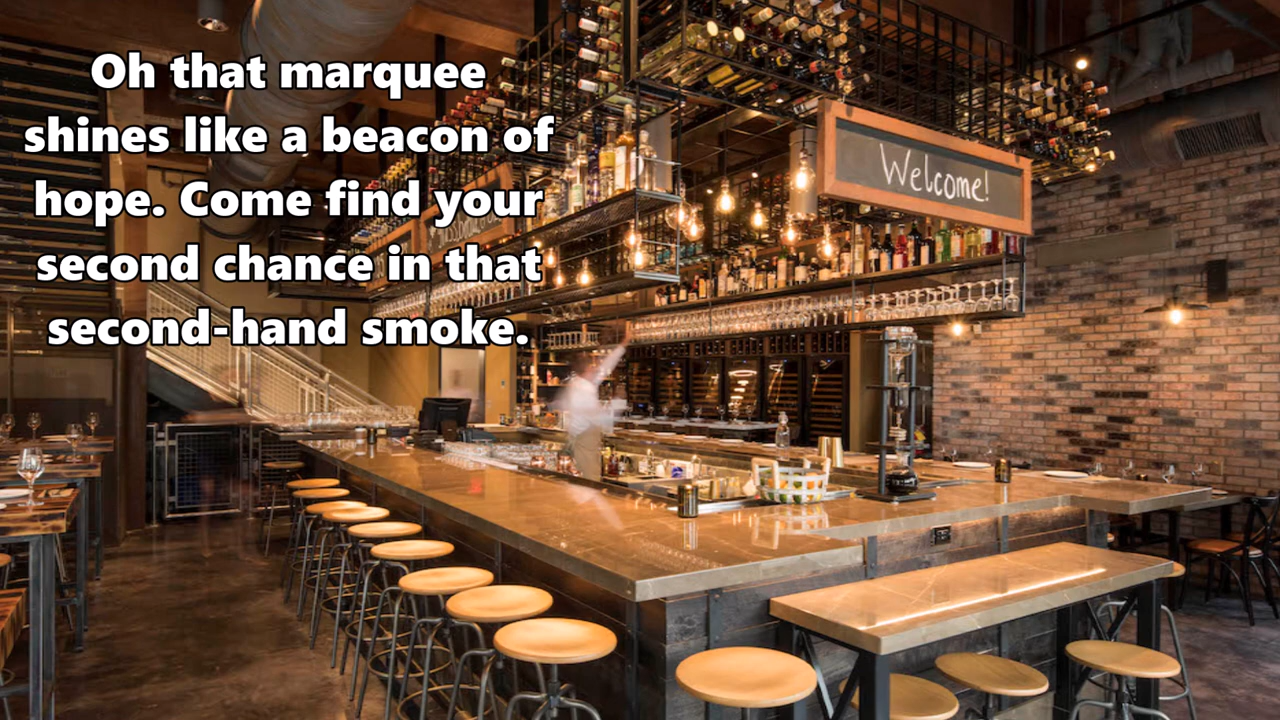 Oh that marquee
shines like a beacon of
hope. Come find your
second chance in that
second-hand smoke.
Welcome!